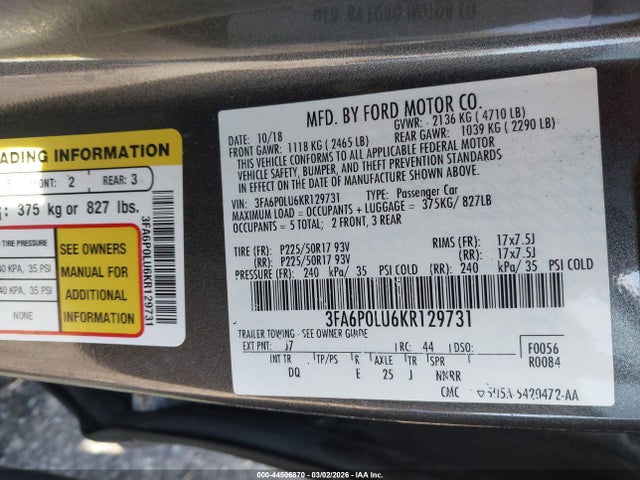 LOADING INFORMATION
FRONT: 2 REAR: 3
375 kg or 827 lbs.
TIRE PRESSURE
240 KPA, 35 PSI
240 KPA, 35 PSI
NONE
SEE OWNERS
MANUAL FOR
ADDITIONAL
INFORMATION
3FA6P0LU6KR129731
MFD. BY FORD MOTOR CO.
DATE: 10/18 GVWR: 2136 KG ( 4710 LB)
FRONT GAWR: 1118 KG ( 2465 LB) REAR GAWR: 1039 KG ( 2290 LB)
THIS VEHICLE CONFORMS TO ALL APPLICABLE FEDERAL MOTOR
VEHICLE SAFETY, BUMPER, AND THEFT PREVENTION STANDARDS
IN EFFECT ON THE DATE OF MANUFACTURE SHOWN ABOVE.
VIN: 3FA6P0LU6KR129731 TYPE: Passenger Car
MAXIMUM LOAD = OCCUPANTS + LUGGAGE = 375KG/ 827LB
OCCUPANTS = 5 TOTAL; 2 FRONT, 3 REAR
TIRE (FR): P225/50R17 93V RIMS (FR): 17x7.5J
(RR): P225/50R17 93V (RR): 17x7.5J
PRESSURE (FR): 240 kPa/ 35 PSI COLD (RR): 240 kPa/ 35 PSI COLD
3FA6P0LU6KR129731
TRAILER TOWING - SEE OWNER GUIDE
EXT PNT: J7 RC: 44 DSO: F0056
INT TR TP/PS R AXLE TR SPR R0084
DQ E 25 J NNRR
CMC
000-44506870 - 03/02/2026 - IAAI, Inc.